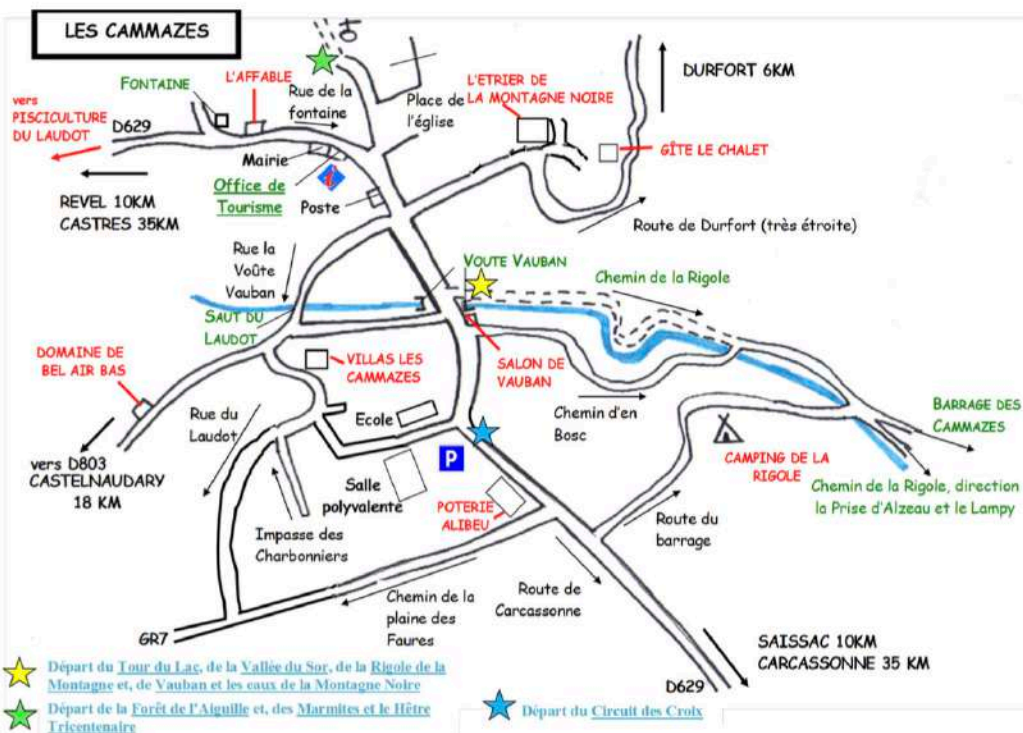 LES CAMMAZES
FONTAINE
L'AFFABLE
Rue de la
fontaine
Place de
l'église
L'ETRIER DE
LA MONTAGNE NOIRE
DURFORT 6KM
vers
PISCICULTURE
DU LAUDOT
D629
Mairie
GÎTE LE CHALET
REVEL 10KM
CASTRES 35KM
Office de
Tourisme
i
Poste
Route de Durfort (très étroite)
Rue la
Voûte
Vauban
VOUTE VAUBAN
Chemin de la Rigole
SAUT DU
LAUDOT
DOMAINE DE
BEL AIR BAS
VILLAS LES
CAMMAZES
SALON DE
VAUBAN
Rue du
Laudot
Ecole
Chemin d'en
Bosc
BARRAGE DES
CAMMAZES
P
CAMPING DE LA
RIGOLE
vers D803
CASTELNAUDARY
18 KM
Salle
polyvalente
POTERIE
ALIBEU
Chemin de la Rigole, direction
la Prise d'Alzeau et le Lampy
Impasse des
Charbonniers
Route du
barrage
Chemin de la
plaine des
Faures
Route de
Carcassonne
GR7
SAISSAC 10KM
CARCASSONNE 35 KM
D629
Départ du Tour du Lac, de la Vallée du Sor, de la Rigole de la
Montagne et, de Vauban et les eaux de la Montagne Noire
Départ de la Forêt de l'Aiguille et, des Marmites et le Hêtre
Tricentenaire
Départ du Circuit des Croix